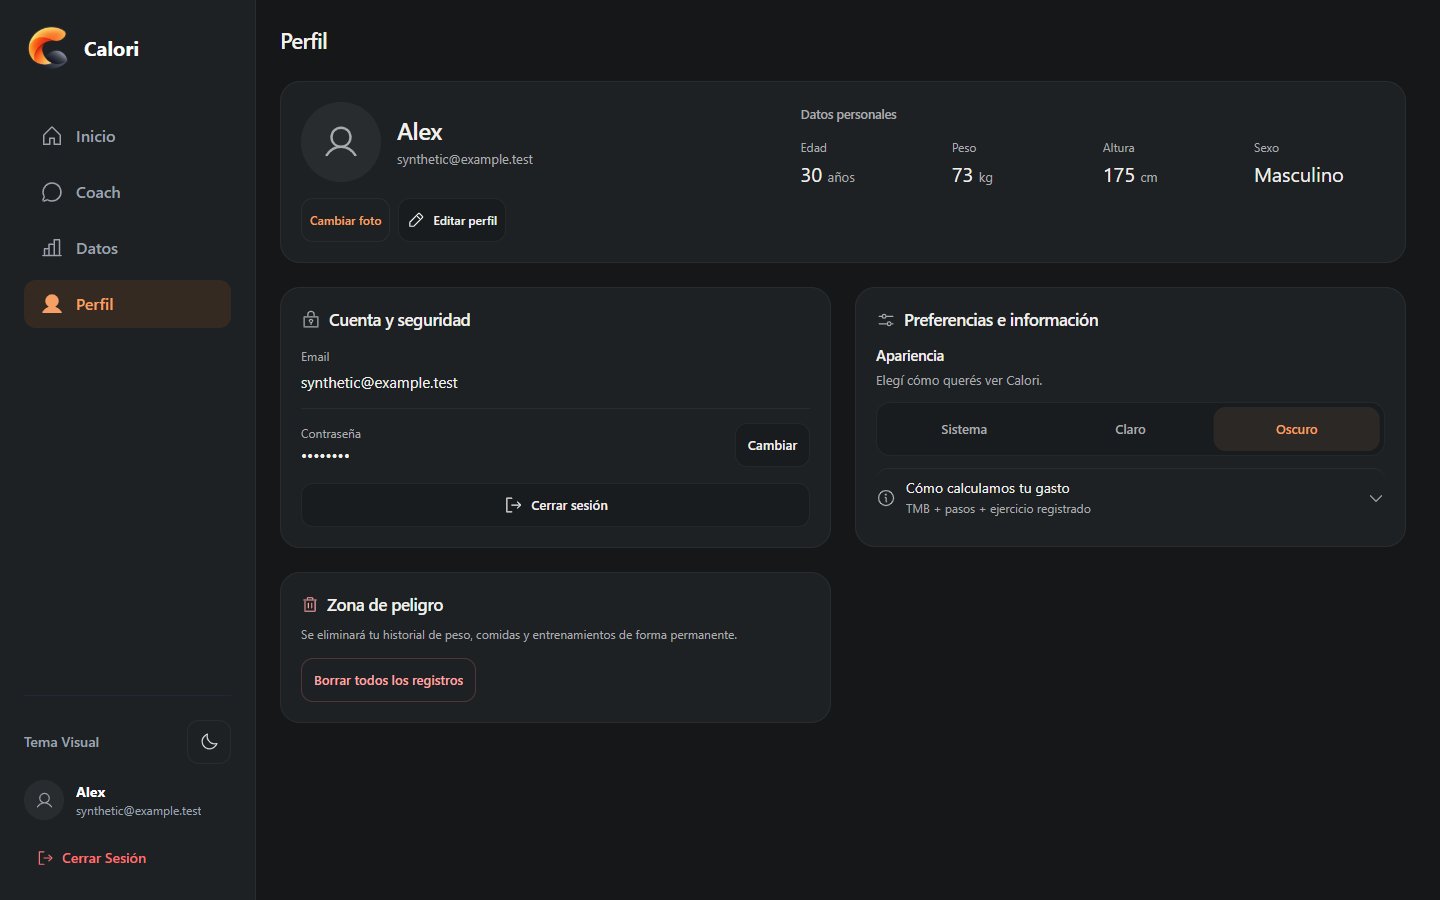 Calori
Inicio
Coach
Datos
Perfil
Tema Visual
Alex
synthetic@example.test
Cerrar Sesión
Perfil
Alex
synthetic@example.test
Cambiar foto
Editar perfil
Datos personales
Edad
30 años
Peso
73 kg
Altura
175 cm
Sexo
Masculino
Cuenta y seguridad
Email
synthetic@example.test
Contraseña
••••••••
Cambiar
Cerrar sesión
Preferencias e información
Apariencia
Elegí cómo querés ver Calori.
Sistema
Claro
Oscuro
Cómo calculamos tu gasto
TMB + pasos + ejercicio registrado
Zona de peligro
Se eliminará tu historial de peso, comidas y entrenamientos de forma permanente.
Borrar todos los registros